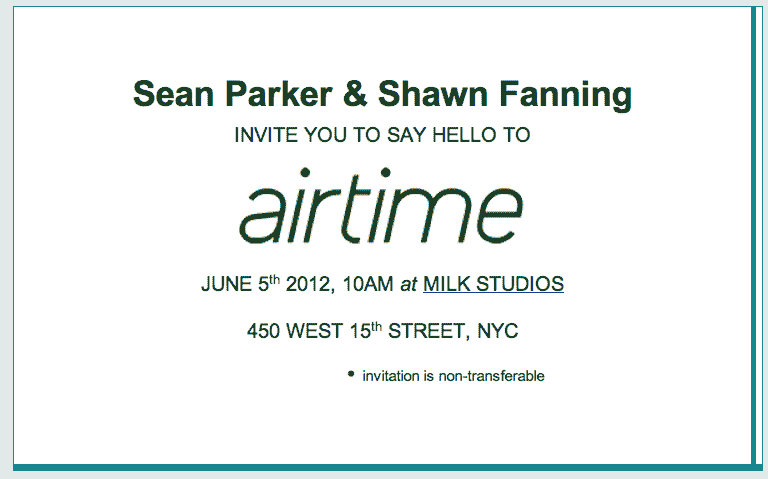 Sean Parker & Shawn Fanning
INVITE YOU TO SAY HELLO TO
airtime
JUNE 5th 2012, 10AM at MILK STUDIOS
450 WEST 15th STREET, NYC
• invitation is non-transferable